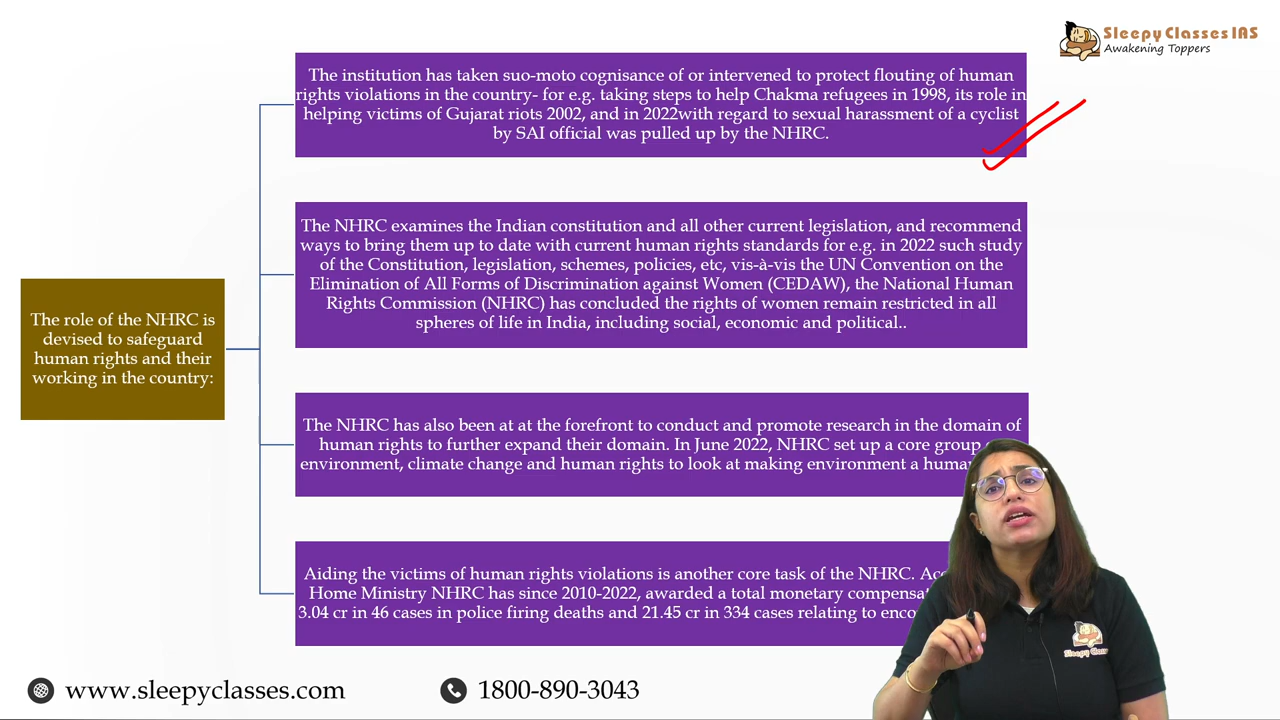 Sleepy Classes IAS
Awakening Toppers
The institution has taken suo-moto cognisance of or intervened to protect flouting of human
rights violations in the country- for e.g. taking steps to help Chakma refugees in 1998, its role in
helping victims of Gujarat riots 2002, and in 2022with regard to sexual harassment of a cyclist
by SAI official was pulled up by the NHRC.
The NHRC examines the Indian constitution and all other current legislation, and recommend
ways to bring them up to date with current human rights standards for e.g. in 2022 such study
of the Constitution, legislation, schemes, policies, etc, vis-à-vis the UN Convention on the
Elimination of All Forms of Discrimination against Women (CEDAW), the National Human
Rights Commission (NHRC) has concluded the rights of women remain restricted in all
spheres of life in India, including social, economic and political..
The role of the NHRC is
devised to safeguard
human rights and their
working in the country:
The NHRC has also been at at the forefront to conduct and promote research in the domain of
human rights to further expand their domain. In June 2022, NHRC set up a core group
environment, climate change and human rights to look at making environment a human
Aiding the victims of human rights violations is another core task of the NHRC.
Home Ministry NHRC has since 2010-2022, awarded a total monetary
3.04 cr in 46 cases in police firing deaths and 21.45 cr in 334 cases relating to
Sleepy
www.sleepyclasses.com
1800-890-3043